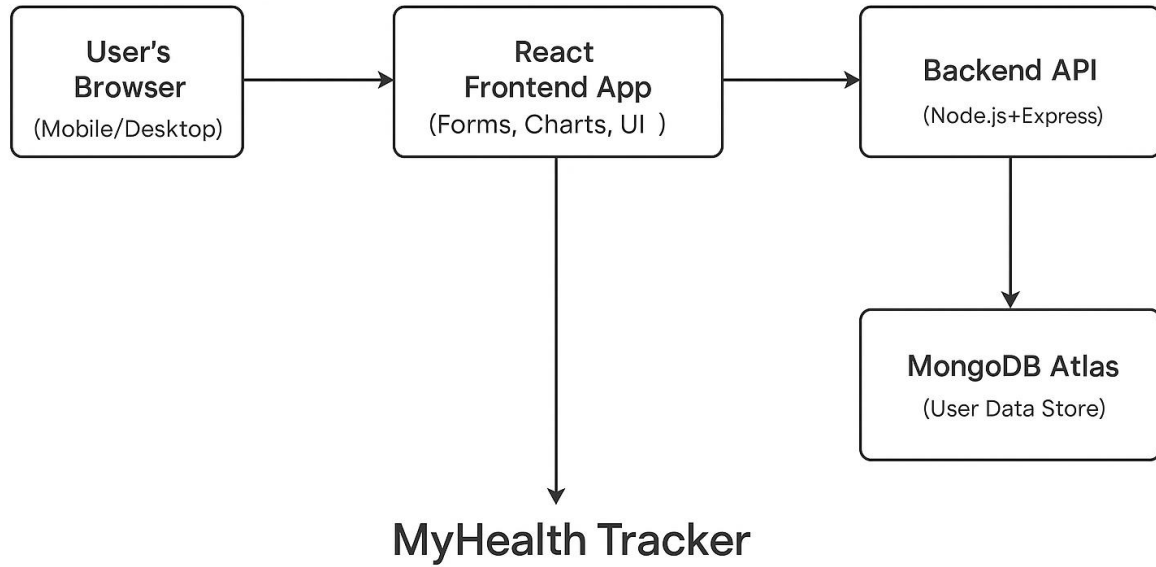 User's
Browser
(Mobile/Desktop)
React
Frontend App
(Forms, Charts, UI )
Backend API
(Node.js+Express)
MongoDB Atlas
(User Data Store)
MyHealth Tracker